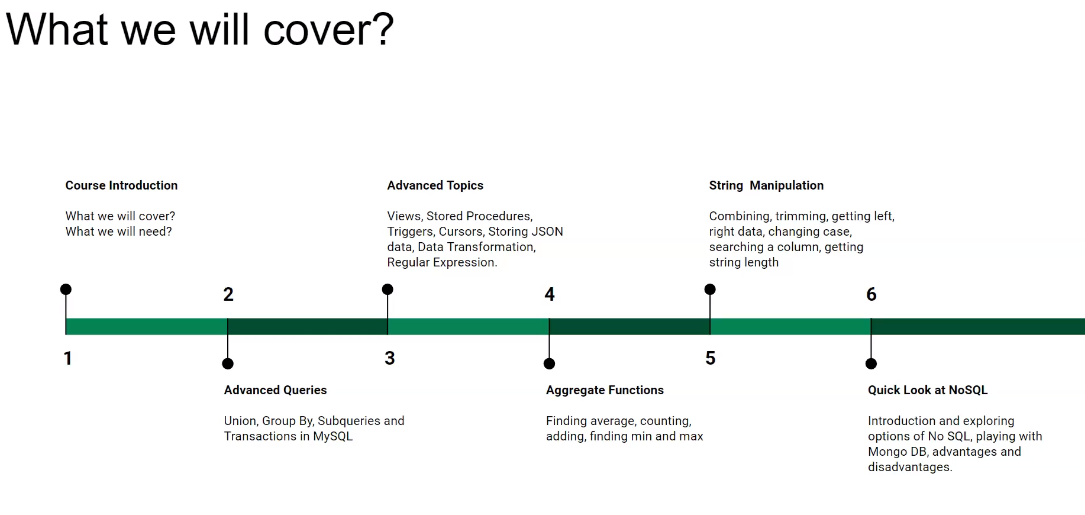 What we will cover?
Course Introduction
What we will cover?
What we will need?
Advanced Topics
Views, Stored Procedures,
Triggers, Cursors, Storing JSON
data, Data Transformation,
Regular Expression.
String Manipulation
Combining, trimming, getting left,
right data, changing case,
searching a column, getting
string length
2
4
6
1
3
5
Advanced Queries
Union, Group By, Subqueries and
Transactions in MySQL
Aggregate Functions
Finding average, counting,
adding, finding min and max
Quick Look at NoSQL
Introduction and exploring
options of No SQL, playing with
Mongo DB, advantages and
disadvantages.